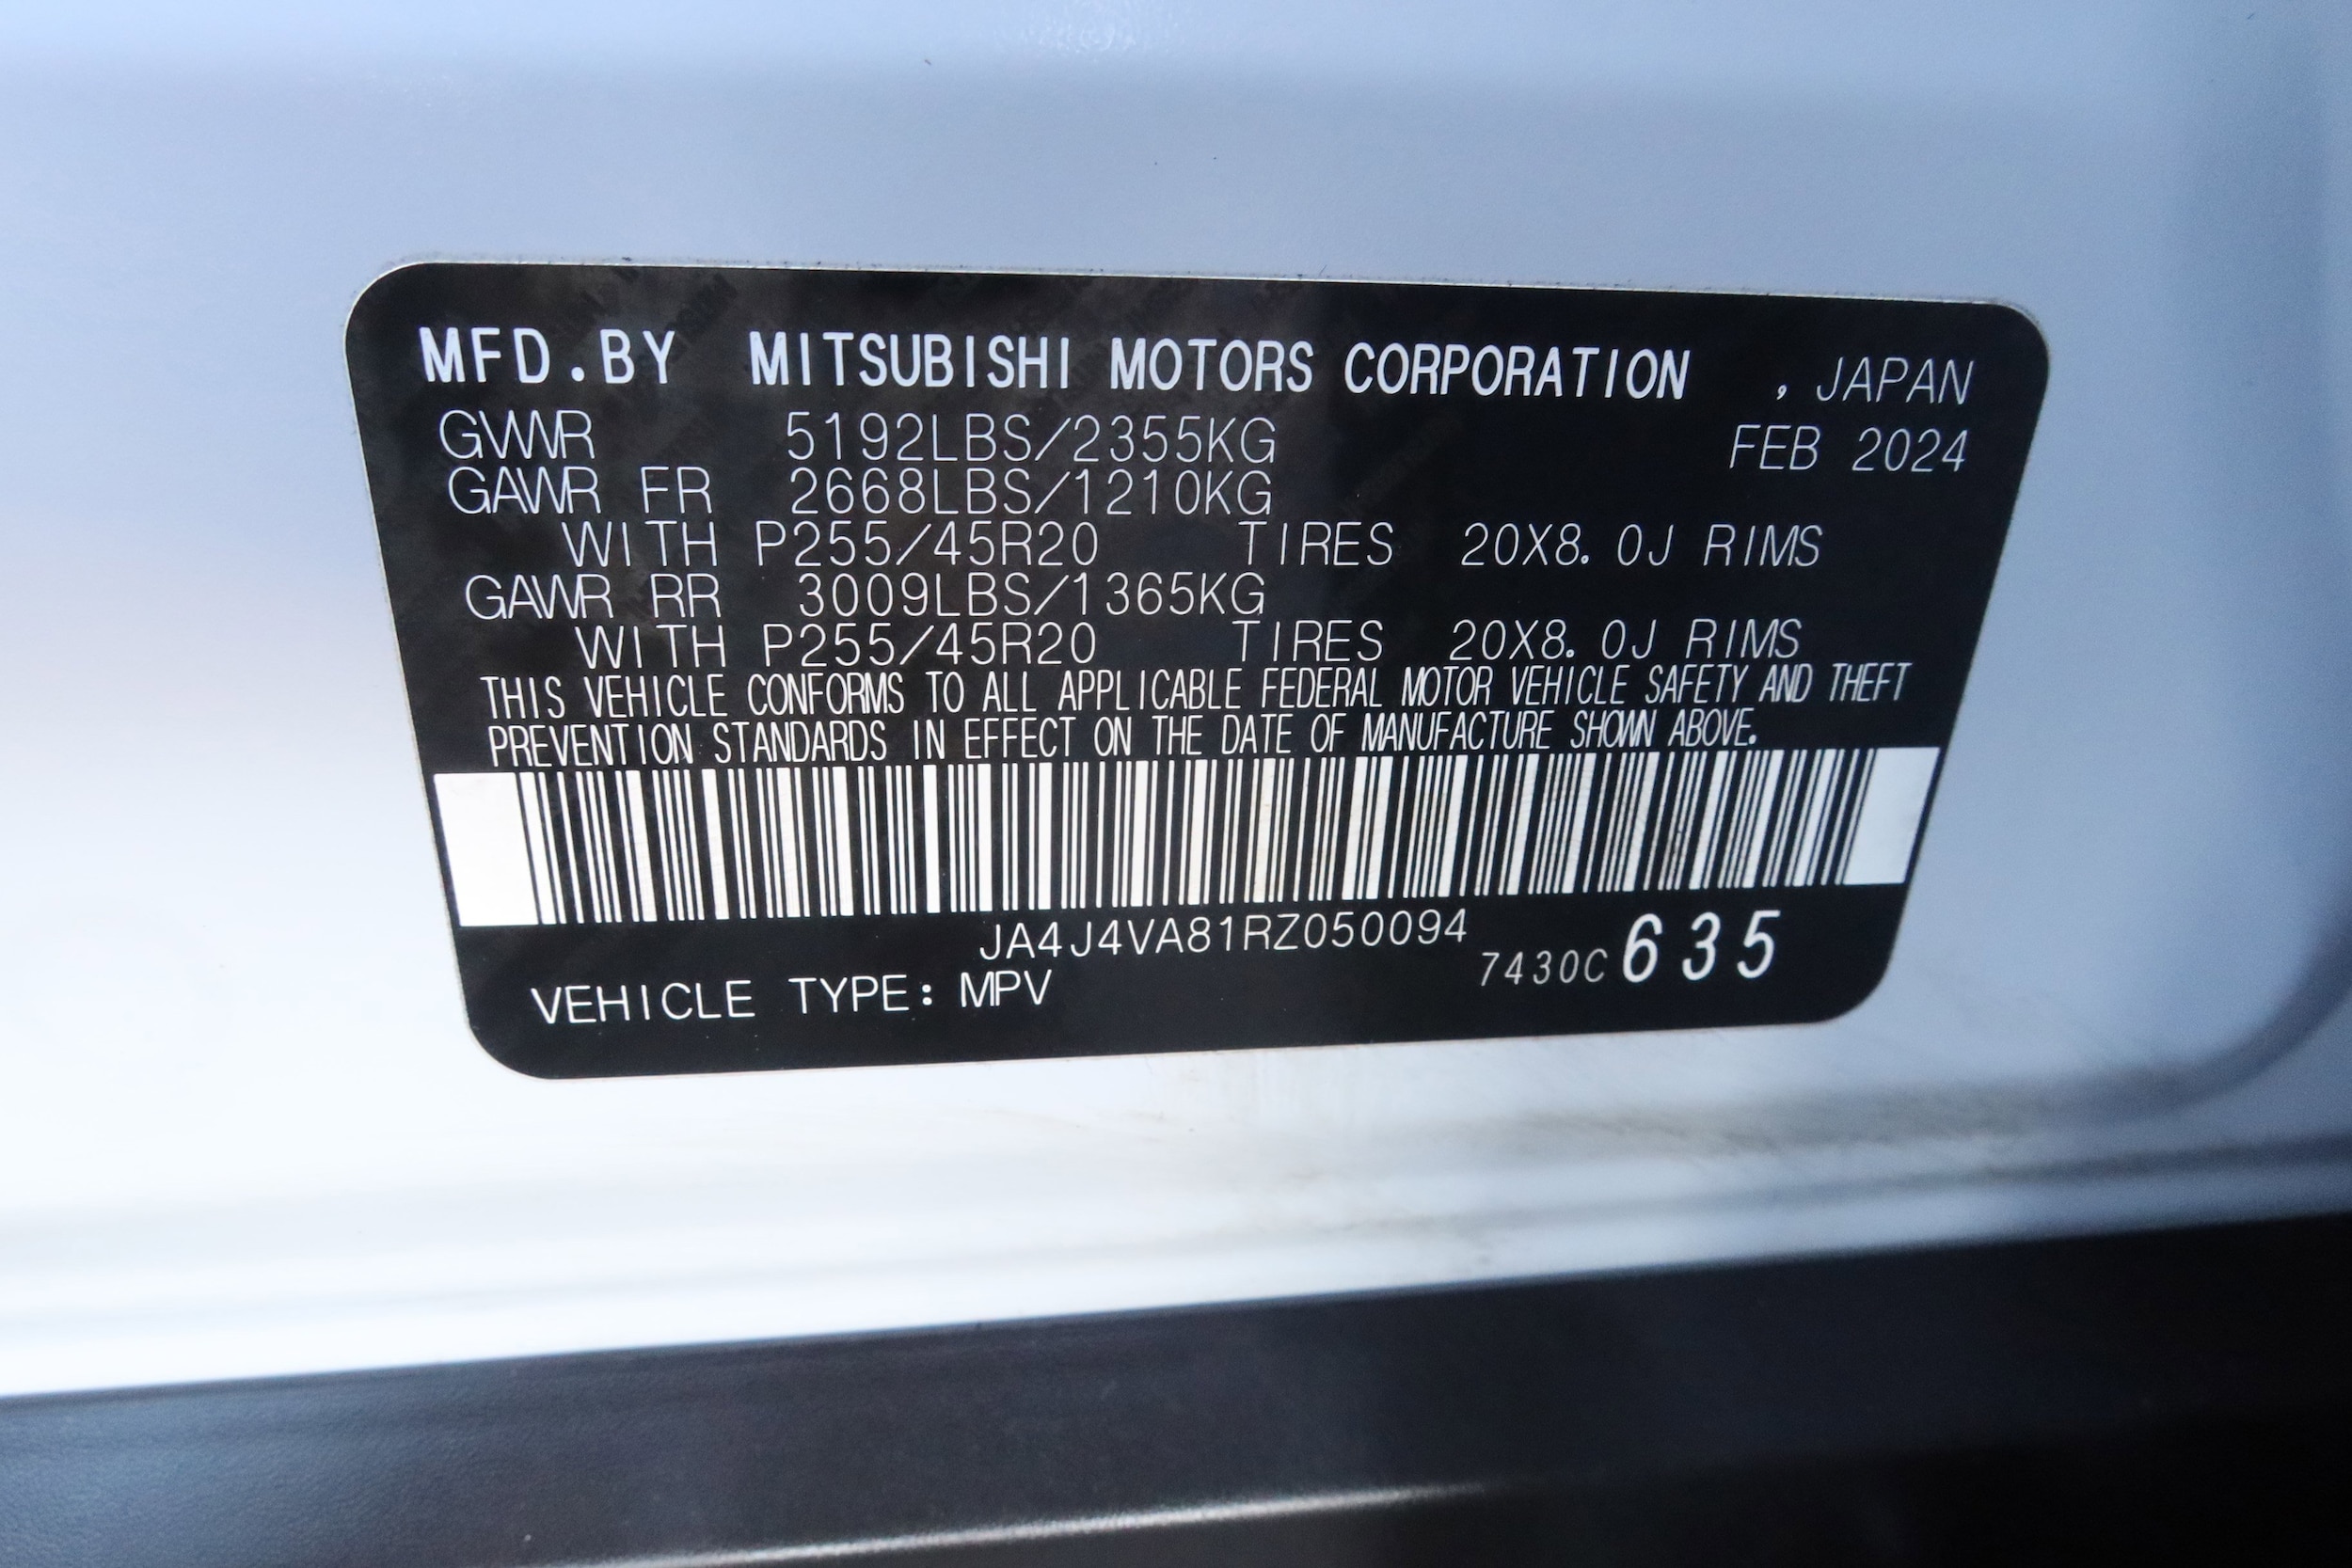 MFD.BY MITSUBISHI MOTORS CORPORATION , JAPAN
GVWR 5192LBS/2355KG FEB 2024
GAWR FR 2668LBS/1210KG
WITH P255/45R20 TIRES 20X8.0J RIMS
GAWR RR 3009LBS/1365KG
WITH P255/45R20 TIRES 20X8.0J RIMS
THIS VEHICLE CONFORMS TO ALL APPLICABLE FEDERAL MOTOR VEHICLE SAFETY AND THEFT
PREVENTION STANDARDS IN EFFECT ON THE DATE OF MANUFACTURE SHOWN ABOVE.
JA4J4VA81RZ050094
7430C635
VEHICLE TYPE: MPV